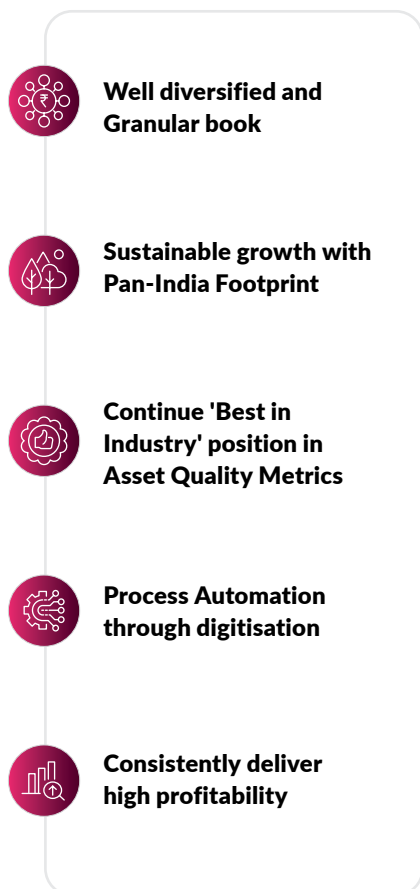 ₹
Well diversified and
Granular book
Sustainable growth with
Pan-India Footprint
Continue 'Best in
Industry' position in
Asset Quality Metrics
Process Automation
through digitisation
Consistently deliver
high profitability